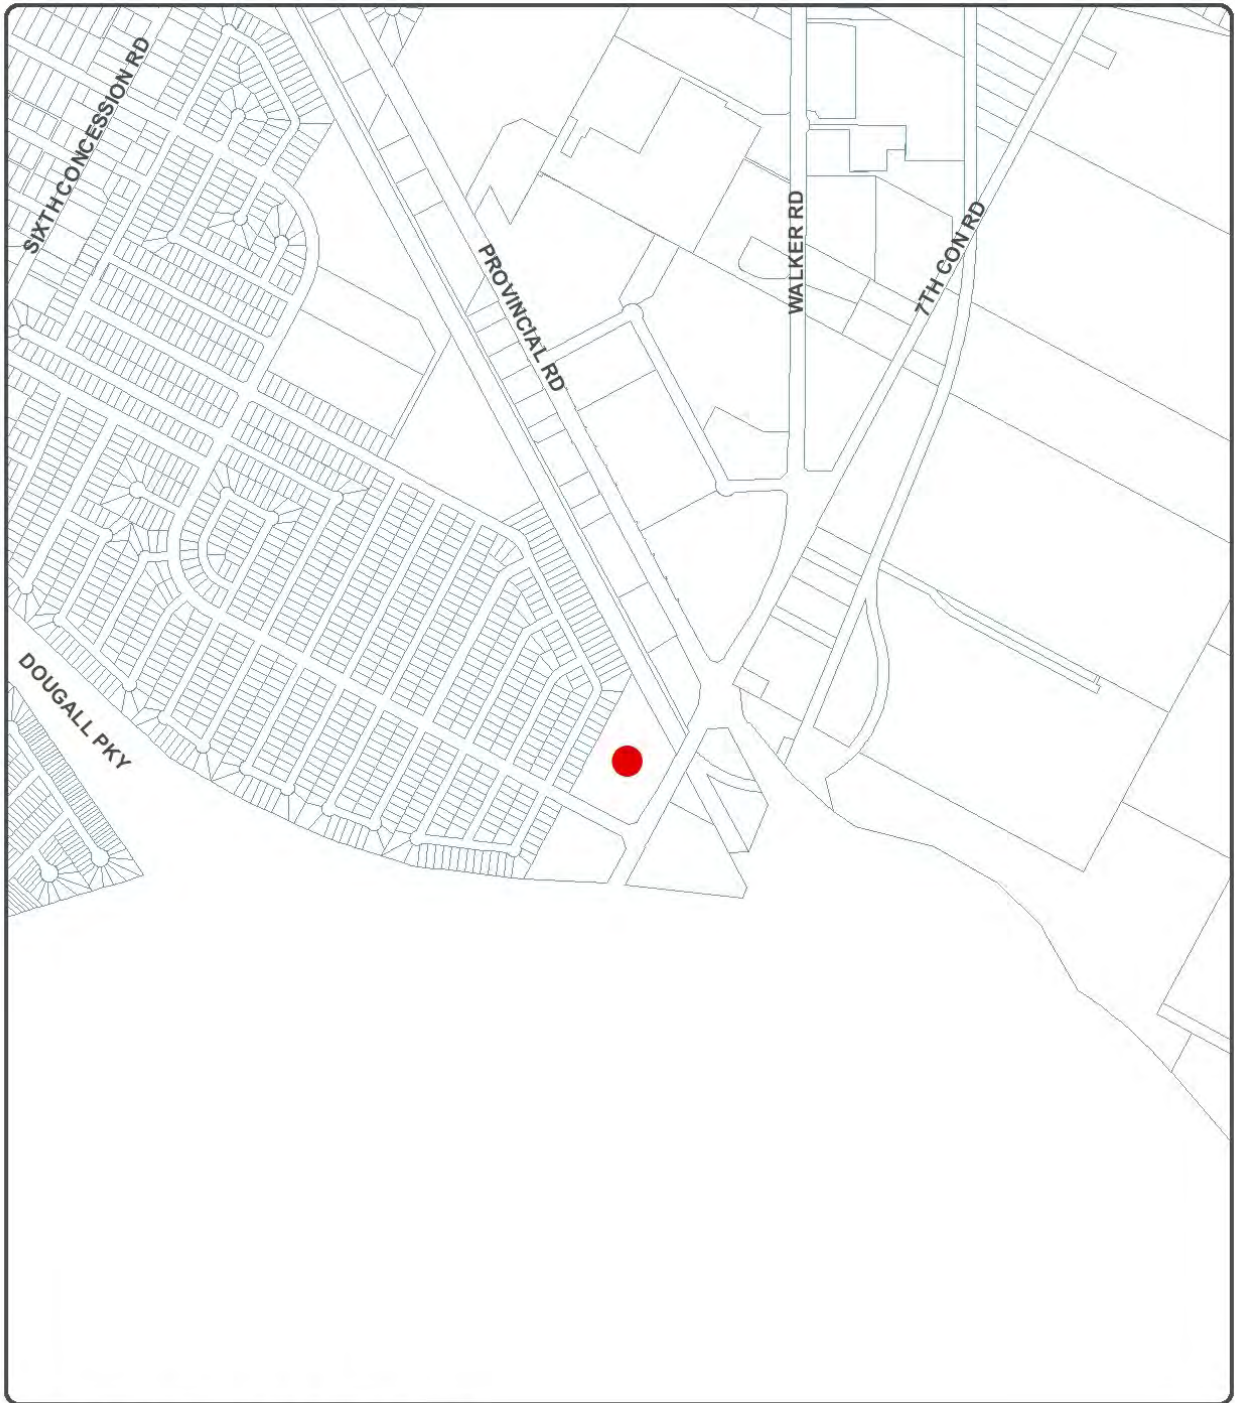 SIXTH CONCESSION RD
PROVINCIAL RD
WALKER RD
7TH CON RD
DOUGALL PKY